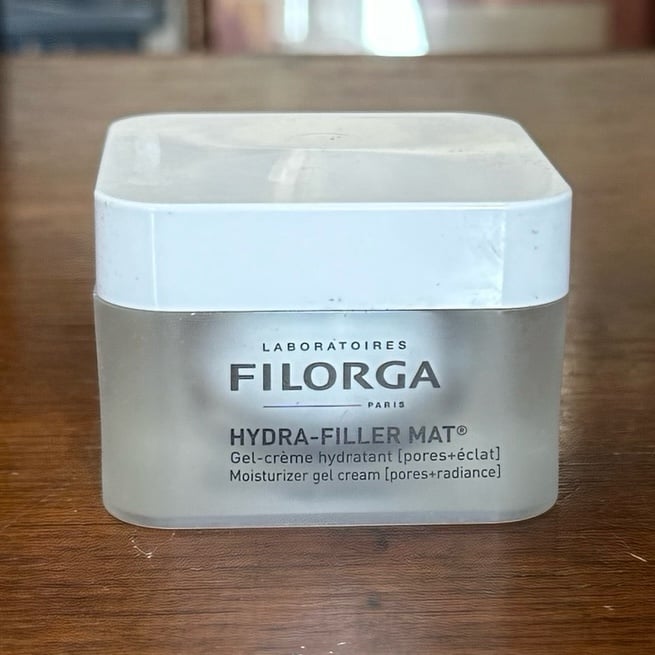 LABORATOIRES
FILORGA
PARIS
HYDRA-FILLER MAT®
Gel-crème hydratant [pores+éclat]
Moisturizer gel cream [pores+radiance]